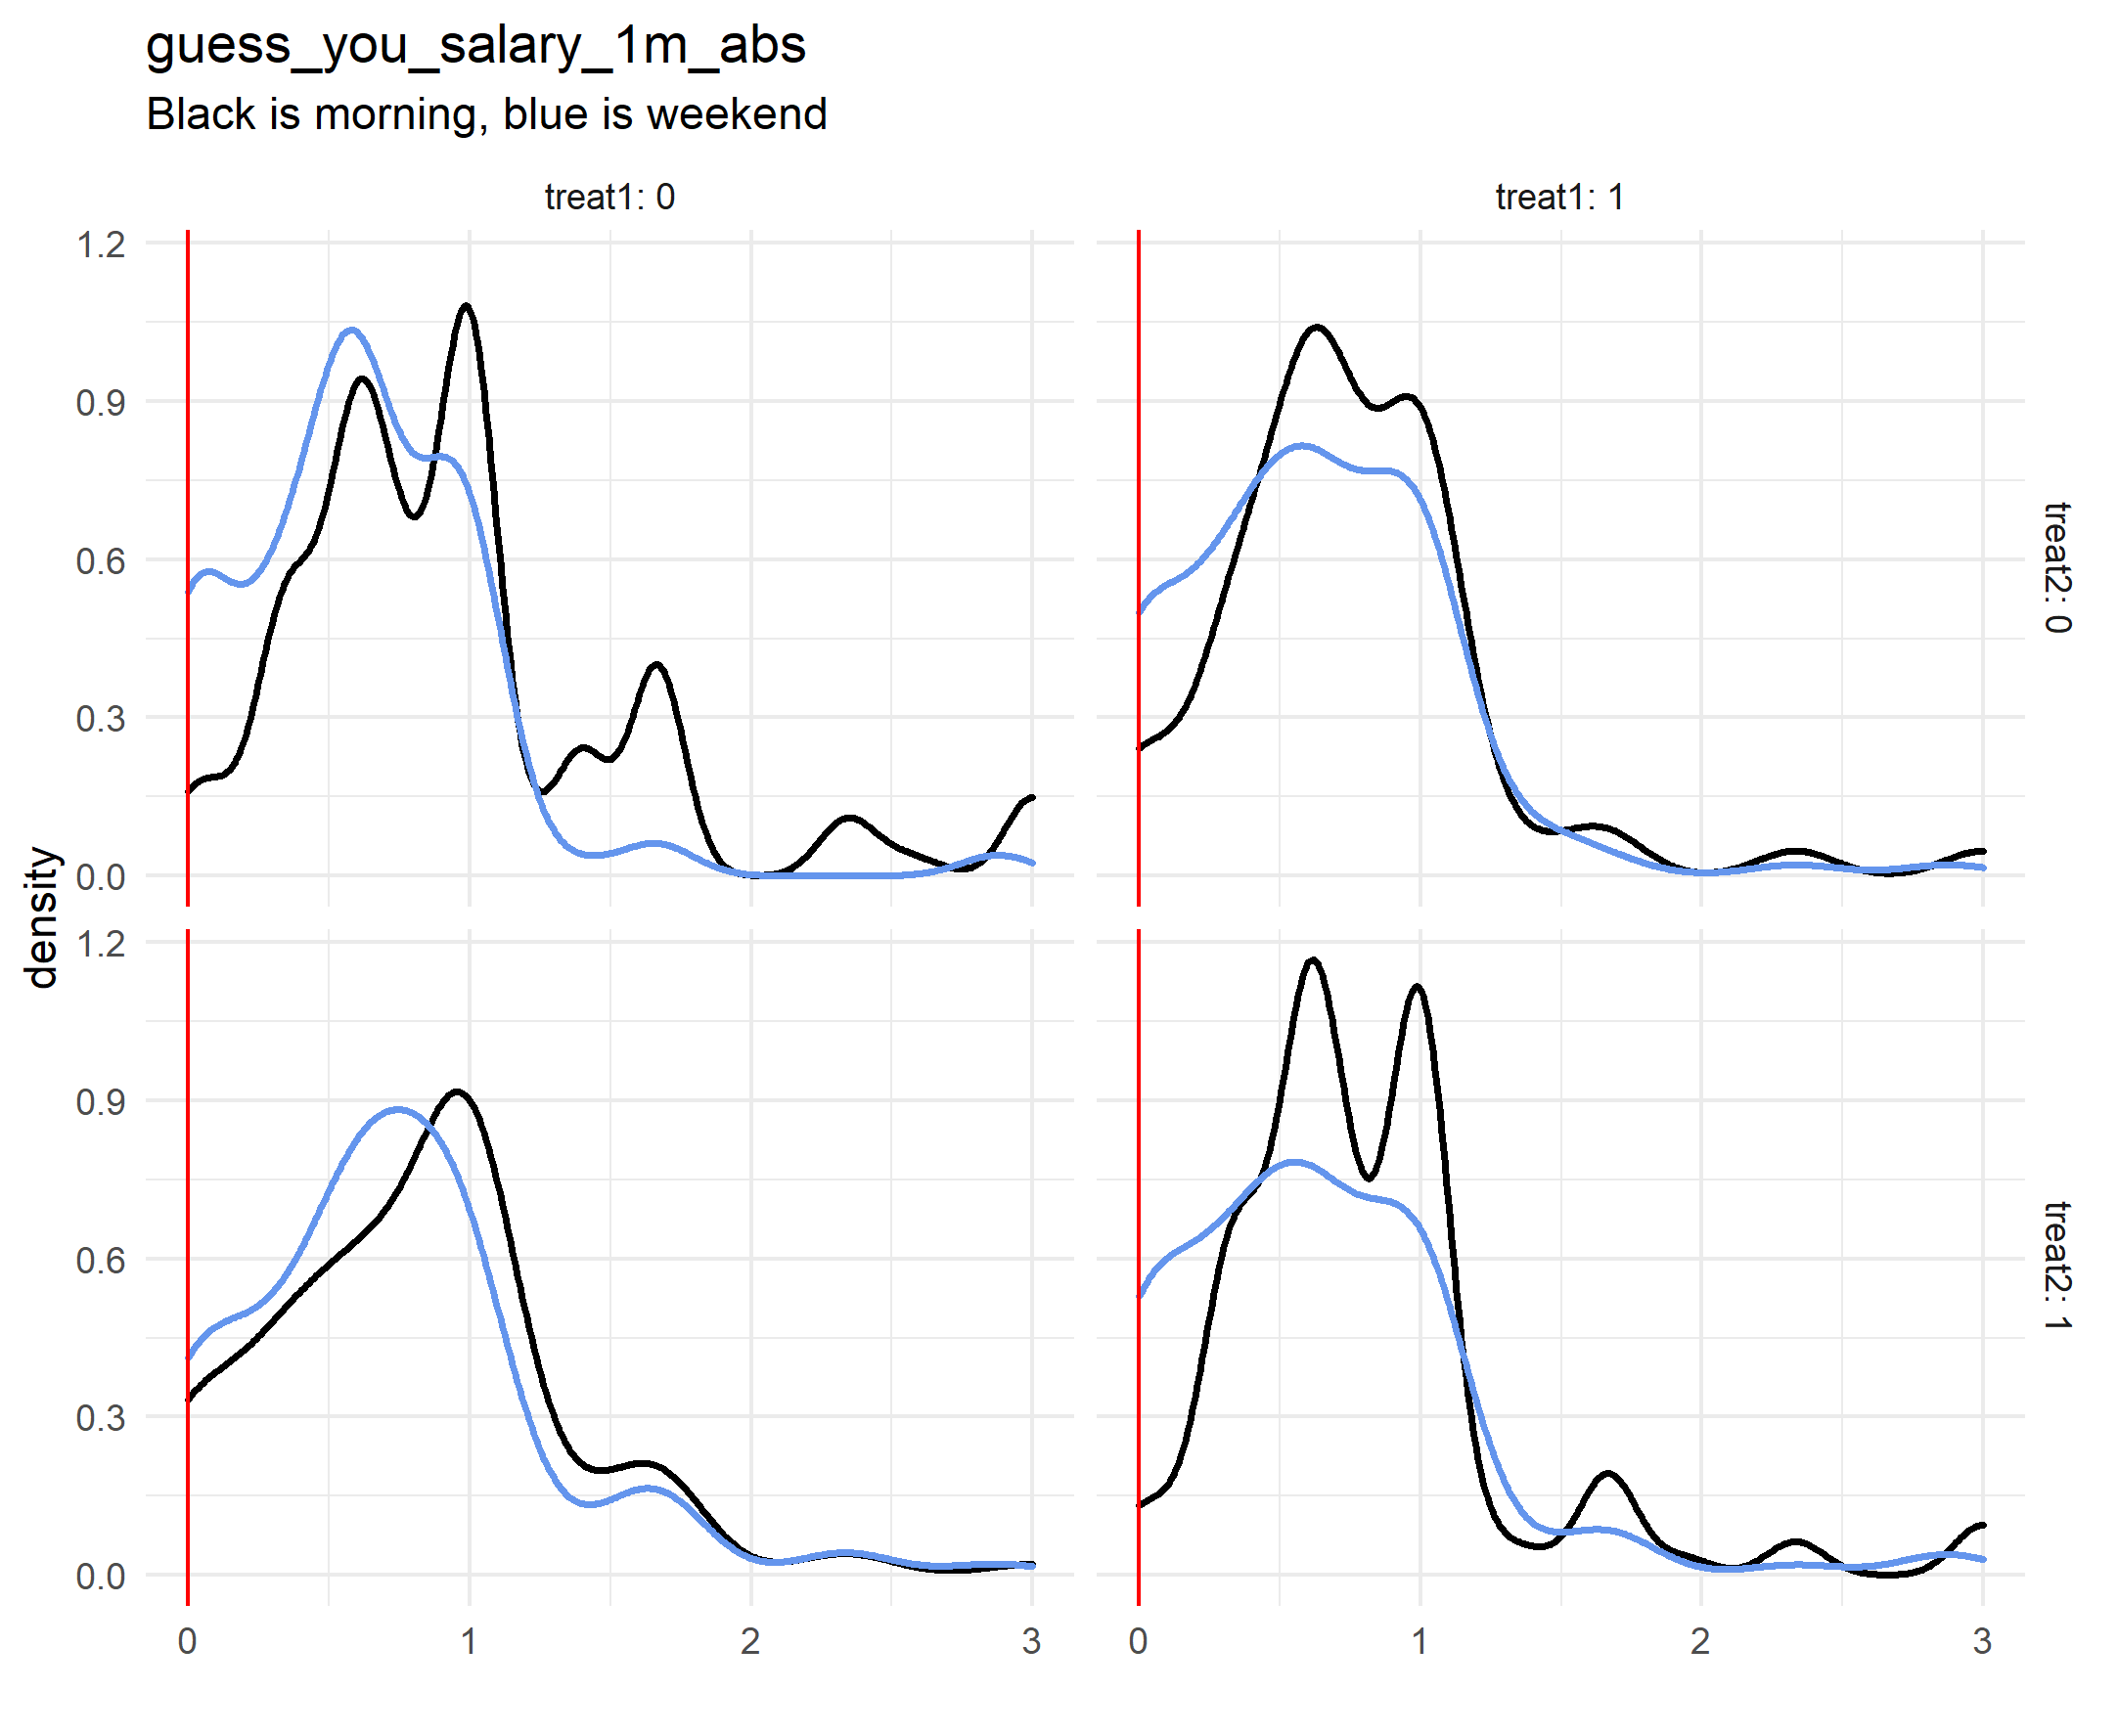 guess_you_salary_1m_abs
Black is morning, blue is weekend
treat1: 0
treat1: 1
1.2
0.9
0.6
0.3
0.0
treat2: 0
density
1.2
0.9
0.6
0.3
0.0
treat2: 1
0 1 2 3
0 1 2 3